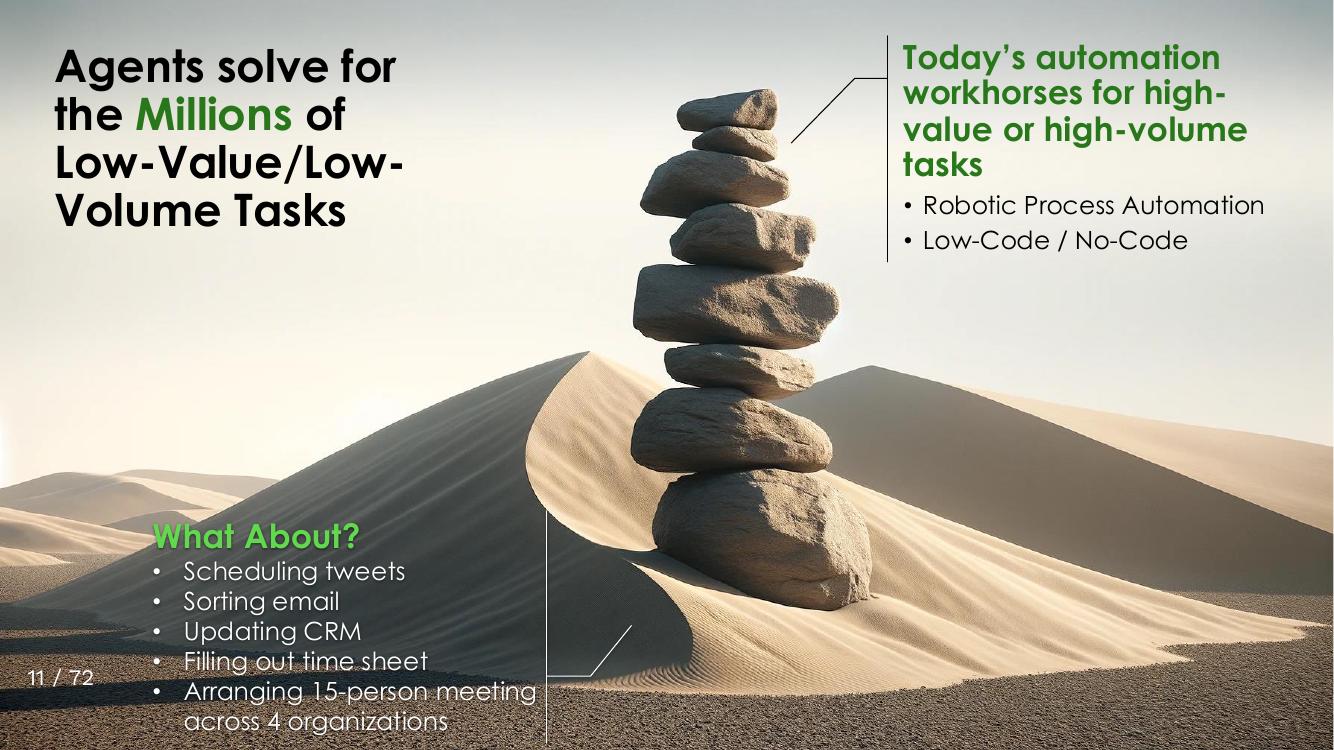 Agents solve for
the Millions of
Low-Value/Low-
Volume Tasks
Today’s automation
workhorses for high-
value or high-volume
tasks
• Robotic Process Automation
• Low-Code / No-Code
What About?
• Scheduling tweets
• Sorting email
• Updating CRM
• Filling out time sheet
• Arranging 15-person meeting
across 4 organizations
11 / 72